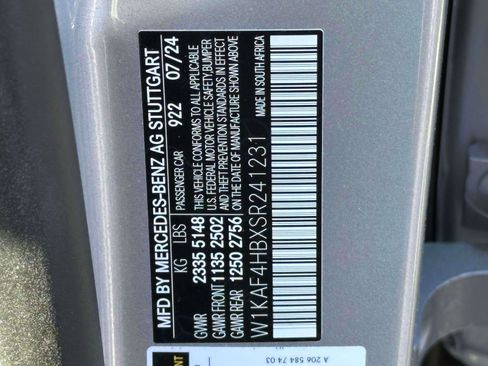 MFD BY MERCEDES-BENZ AG STUTTGART
922 07/24
PASSENGER CAR
KG LBS
THIS VEHICLE CONFORMS TO ALL APPLICABLE
U.S. FEDERAL MOTOR VEHICLE SAFETY, BUMPER
AND THEFT PREVENTION STANDARDS IN EFFECT
ON THE DATE OF MANUFACTURE SHOWN ABOVE
GVWR 2335 5148
GAWR FRONT 1135 2502
GAWR REAR 1250 2756
W1KAF4HBXSR241231
MADE IN SOUTH AFRICA
A 206 584 74 03